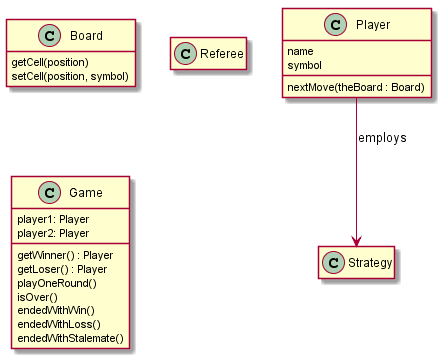 C Board
getCell(position)
setCell(position, symbol)
C Referee
C Player
name
symbol
nextMove(theBoard : Board)
employs
C Game
player1: Player
player2: Player
getWinner() : Player
getLoser() : Player
playOneRound()
isOver()
endedWithWin()
endedWithLoss()
endedWithStalemate()
C Strategy